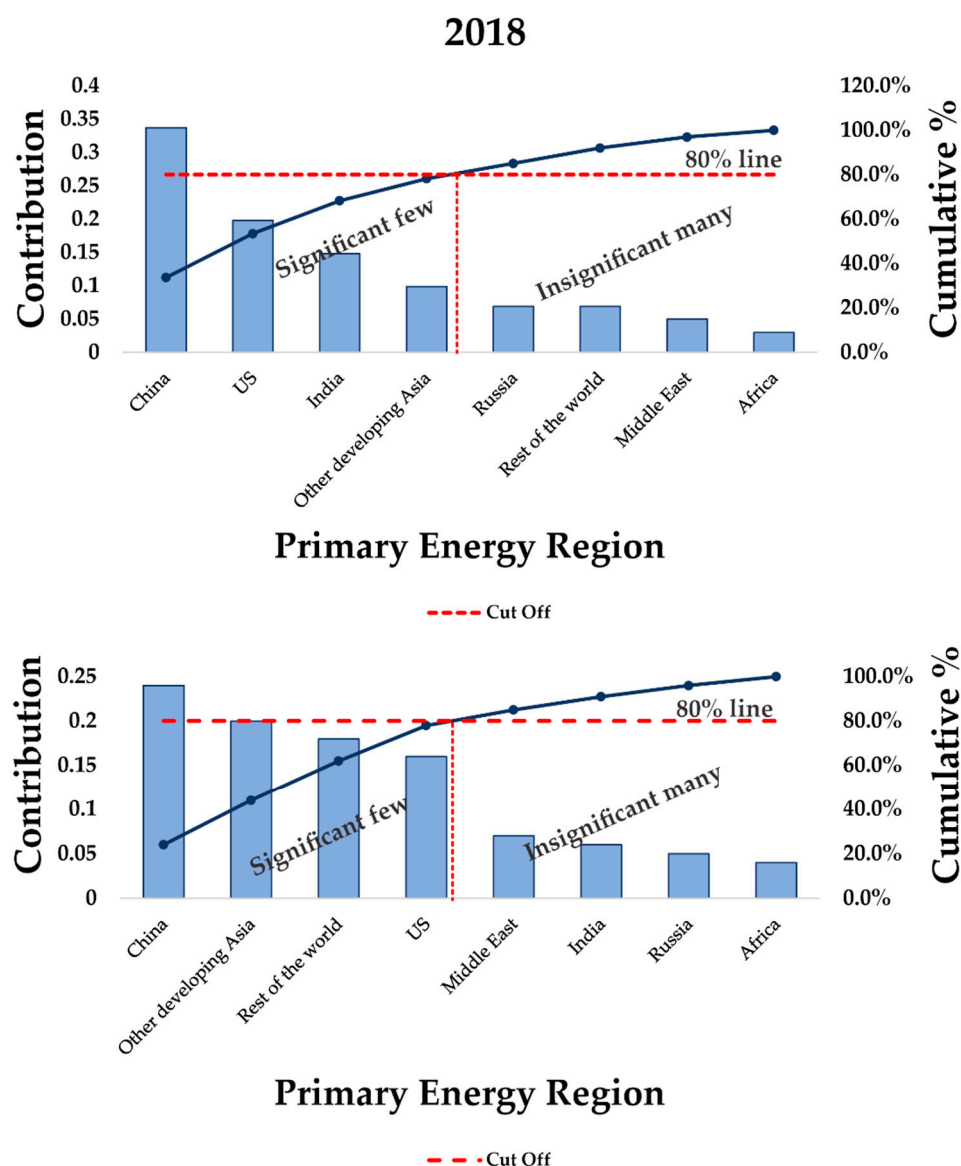 2018
Contribution
0.4
0.35
0.3
0.25
0.2
0.15
0.1
0.05
0
120.0%
100.0%
80.0%
60.0%
40.0%
20.0%
0.0%
Cumulative %
80% line
Significant few
Insignificant many
China
US
India
Other developing Asia
Russia
Rest of the world
Middle East
Africa
Primary Energy Region
Cut Off
Contribution
0.25
0.2
0.15
0.1
0.05
0
100.0%
80.0%
60.0%
40.0%
20.0%
0.0%
Cumulative %
80% line
Significant few
Insignificant many
China
Other developing Asia
Rest of the world
US
Middle East
India
Russia
Africa
Primary Energy Region
Cut Off